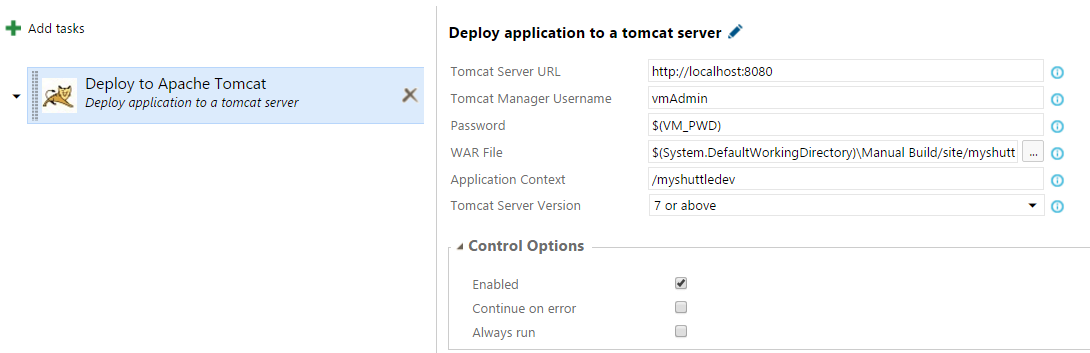 Add tasks
Deploy to Apache Tomcat
Deploy application to a tomcat server
Deploy application to a tomcat server
Tomcat Server URL http://localhost:8080
Tomcat Manager Username vmAdmin
Password $(VM_PWD)
WAR File $(System.DefaultWorkingDirectory)\Manual Build/site/myshutt ...
Application Context /myshuttledev
Tomcat Server Version 7 or above
Control Options
Enabled
Continue on error
Always run